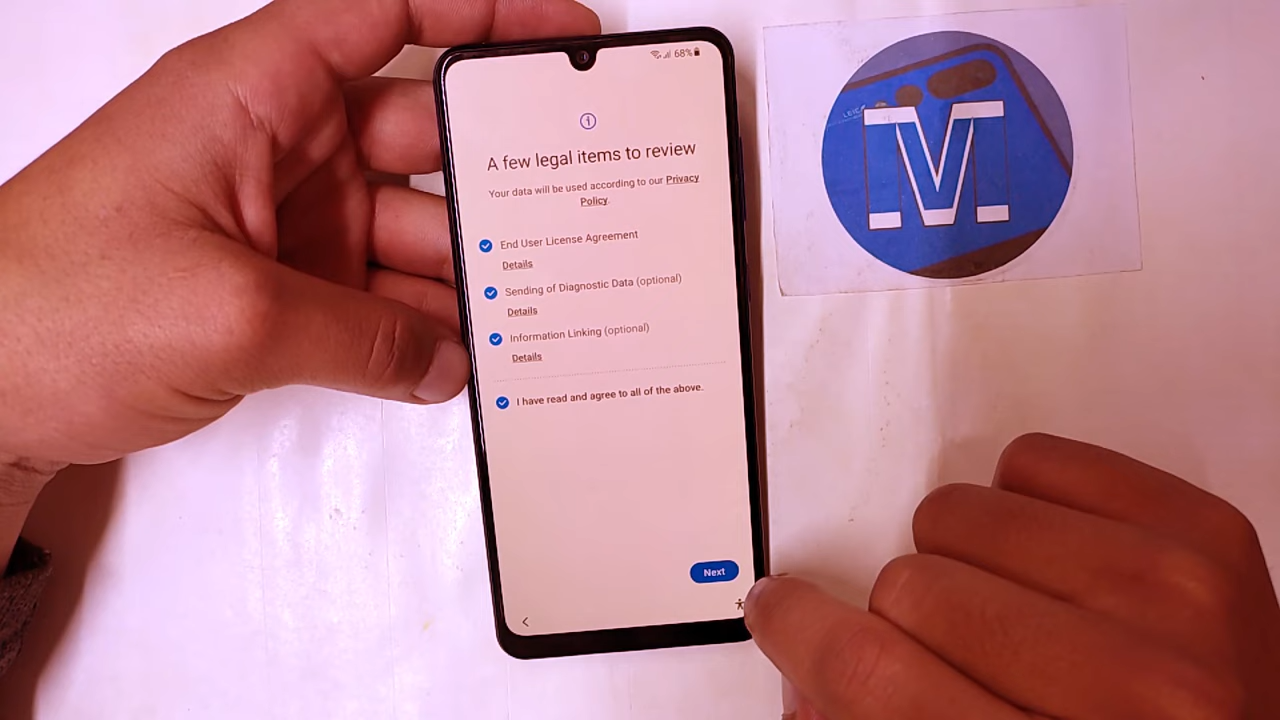 68%
A few legal items to review
Your data will be used according to our Privacy
Policy.
End User License Agreement
Details
Sending of Diagnostic Data (optional)
Details
Information Linking (optional)
Details
I have read and agree to all of the above.
Next
M